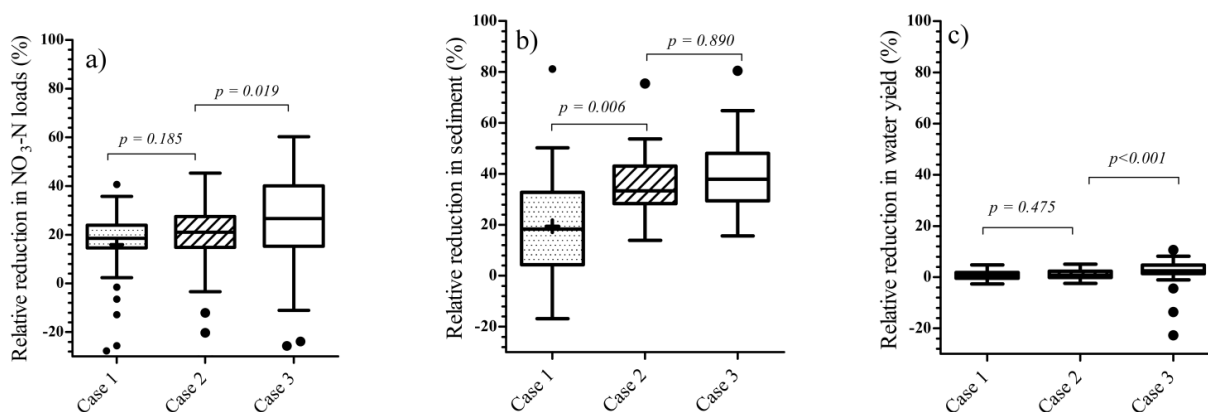 Relative reduction in NO3-N loads (%)
a)
100
80
60
40
20
0
-20
p = 0.185
p = 0.019
Case 1
Case 2
Case 3
Relative reduction in sediment (%)
b)
100
80
60
40
20
0
-20
p = 0.006
p = 0.890
Case 1
Case 2
Case 3
Relative reduction in water yield (%)
c)
100
80
60
40
20
0
-20
p = 0.475
p<0.001
Case 1
Case 2
Case 3